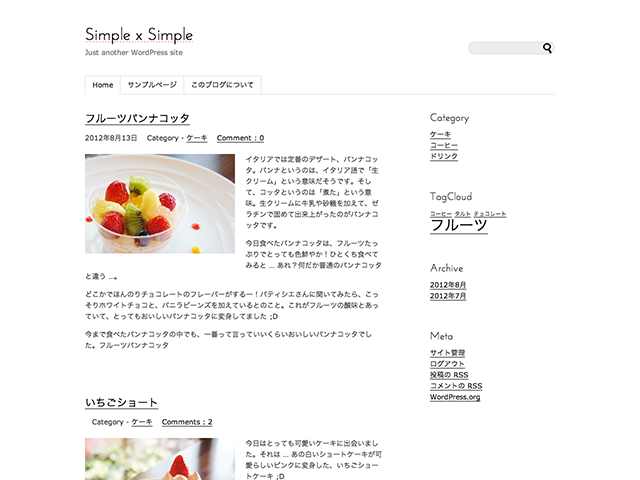 Simple x Simple
Just another WordPress site
Home サンプルページ このブログについて
フルーツパンナコッタ
2012年8月13日 Category - ケーキ Comment : 0
イタリアでは定番のデザート、パンナコッ
タ。パンナというのは、イタリア語で「生
クリーム」という意味だそうです。そし
て、コッタというのは「煮た」という意
味。生クリームに牛乳や砂糖を加えて、ゼ
ラチンで固めて出来上がったのがパンナコ
ッタです。
今日食べたパンナコッタは、フルーツたっ
ぷりでとっても色鮮やか！ひとくち食べて
みると ... あれ？何だか普通のパンナコッタ
と違う ...。
どこかでほんのりチョコレートのフレーバーがするー！パティシエさんに聞いてみたら、こっ
そりホワイトチョコと、バニラビーンズを加えているとのこと。これがフルーツの酸味とあっ
ていて、とってもおいしいパンナコッタに変身してました ;D
今まで食べたパンナコッタの中でも、一番って言っていいくらいおいしいパンナコッタでし
た。フルーツパンナコッタ
いちごショート
Category - ケーキ Comments : 2
今日はとっても可愛いケーキに出会いまし
た。それは ... あの白いショートケーキが可
愛らしいピンクに変身した、いちごショー
トケーキ ;D
Category
ケーキ
コーヒー
ドリンク
TagCloud
コーヒー タルト チョコレート
フルーツ
Archive
2012年8月
2012年7月
Meta
サイト管理
ログアウト
投稿の RSS
コメントの RSS
WordPress.org